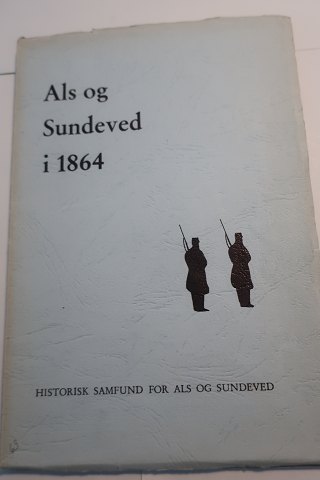 Als og
Sundeved
i 1864
HISTORISK SAMFUND FOR ALS OG SUNDEVED